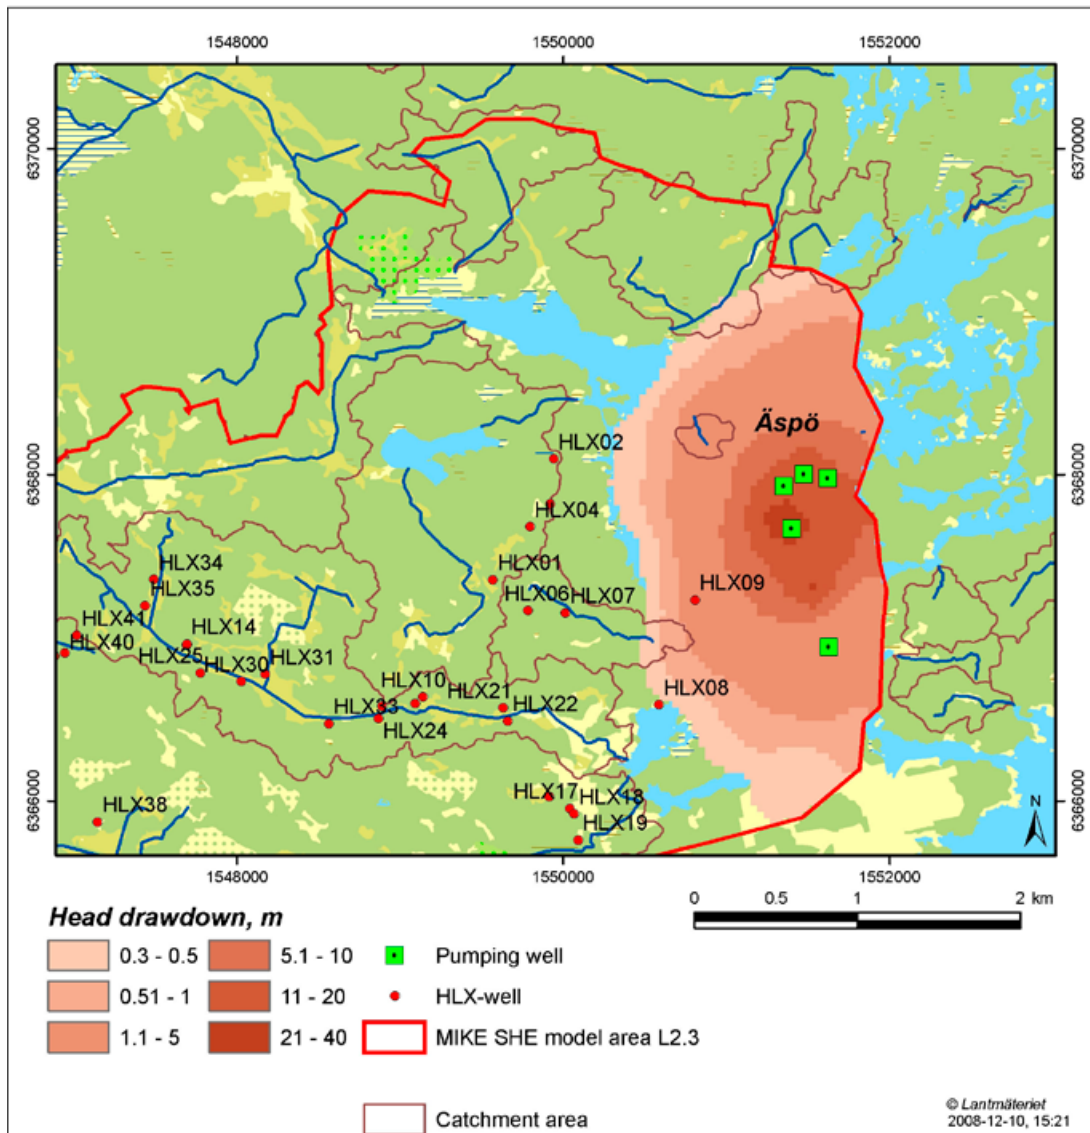 1548000 1550000 1552000
6370000 6370000
Äspö
HLX02
6368000 6368000
HLX04
HLX34
HLX01
HLX35
HLX09
HLX06 HLX07
HLX41
HLX14
HLX40
HLX25 HLX30 HLX31
HLX10 HLX21
HLX08
HLX33
HLX22
HLX24
HLX17 HLX18
HLX38
HLX19
6366000 6366000
N
1548000 1550000 1552000
Head drawdown, m
0 0.5 1 2 km
0.3 - 0.5 5.1 - 10 Pumping well
0.51 - 1 11 - 20 HLX-well
1.1 - 5 21 - 40 MIKE SHE model area L2.3
Catchment area
© Lantmäteriet
2008-12-10, 15:21